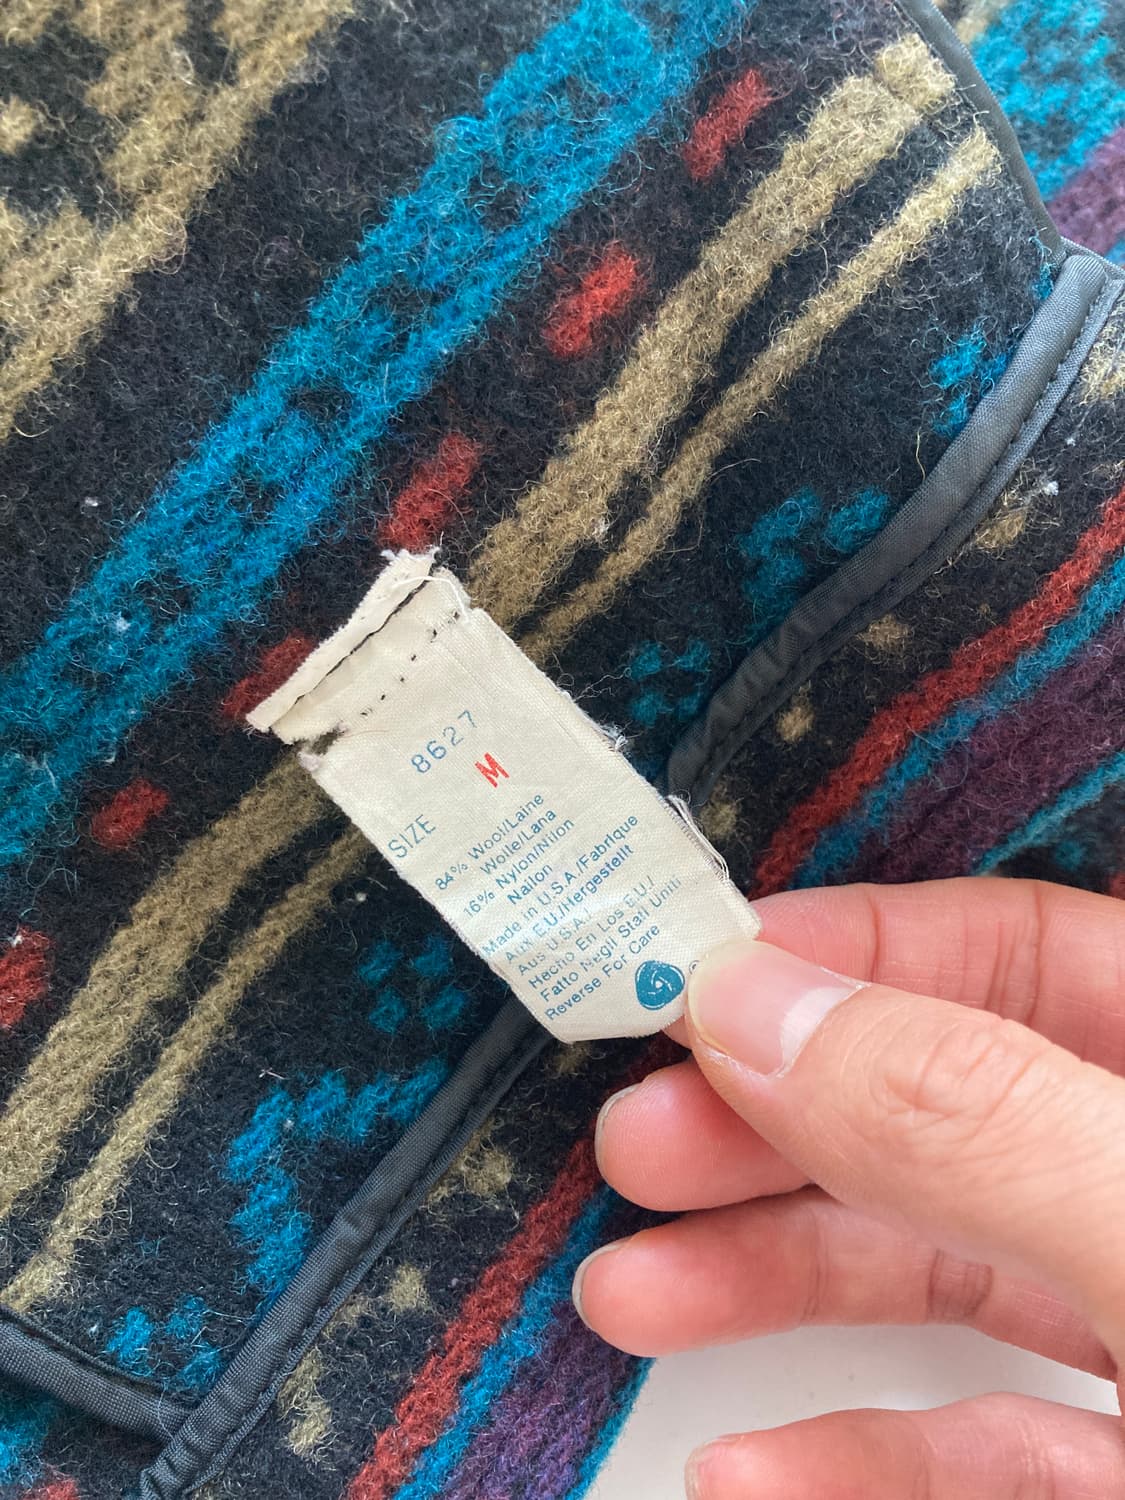 8627
M
SIZE
84% Wool/Laine
Wolle/Lana
16% Nylon/Nilon
Nailon
Made in U.S.A./Fabrique
Aux E.U./Hergestellt
Aus U.S.A./
Hecho En Los E.U./
Fatto Negli Stati Uniti
Reverse For Care